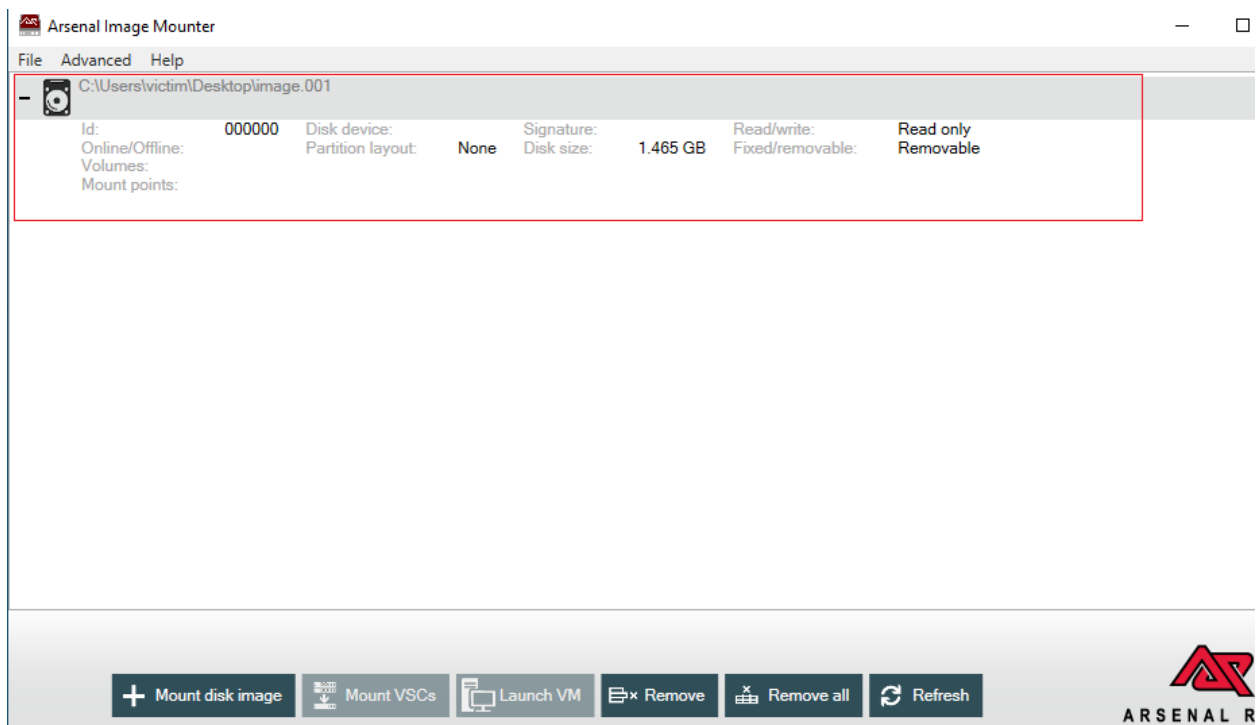 Arsenal Image Mounter
File Advanced Help
C:\Users\victim\Desktop\image.001
Id: 000000 Disk device: Signature: Read/write: Read only
Online/Offline: Partition layout: None Disk size: 1.465 GB Fixed/removable: Removable
Volumes:
Mount points:
Mount disk image Mount VSCs Launch VM Remove Remove all Refresh
ARSENAL R